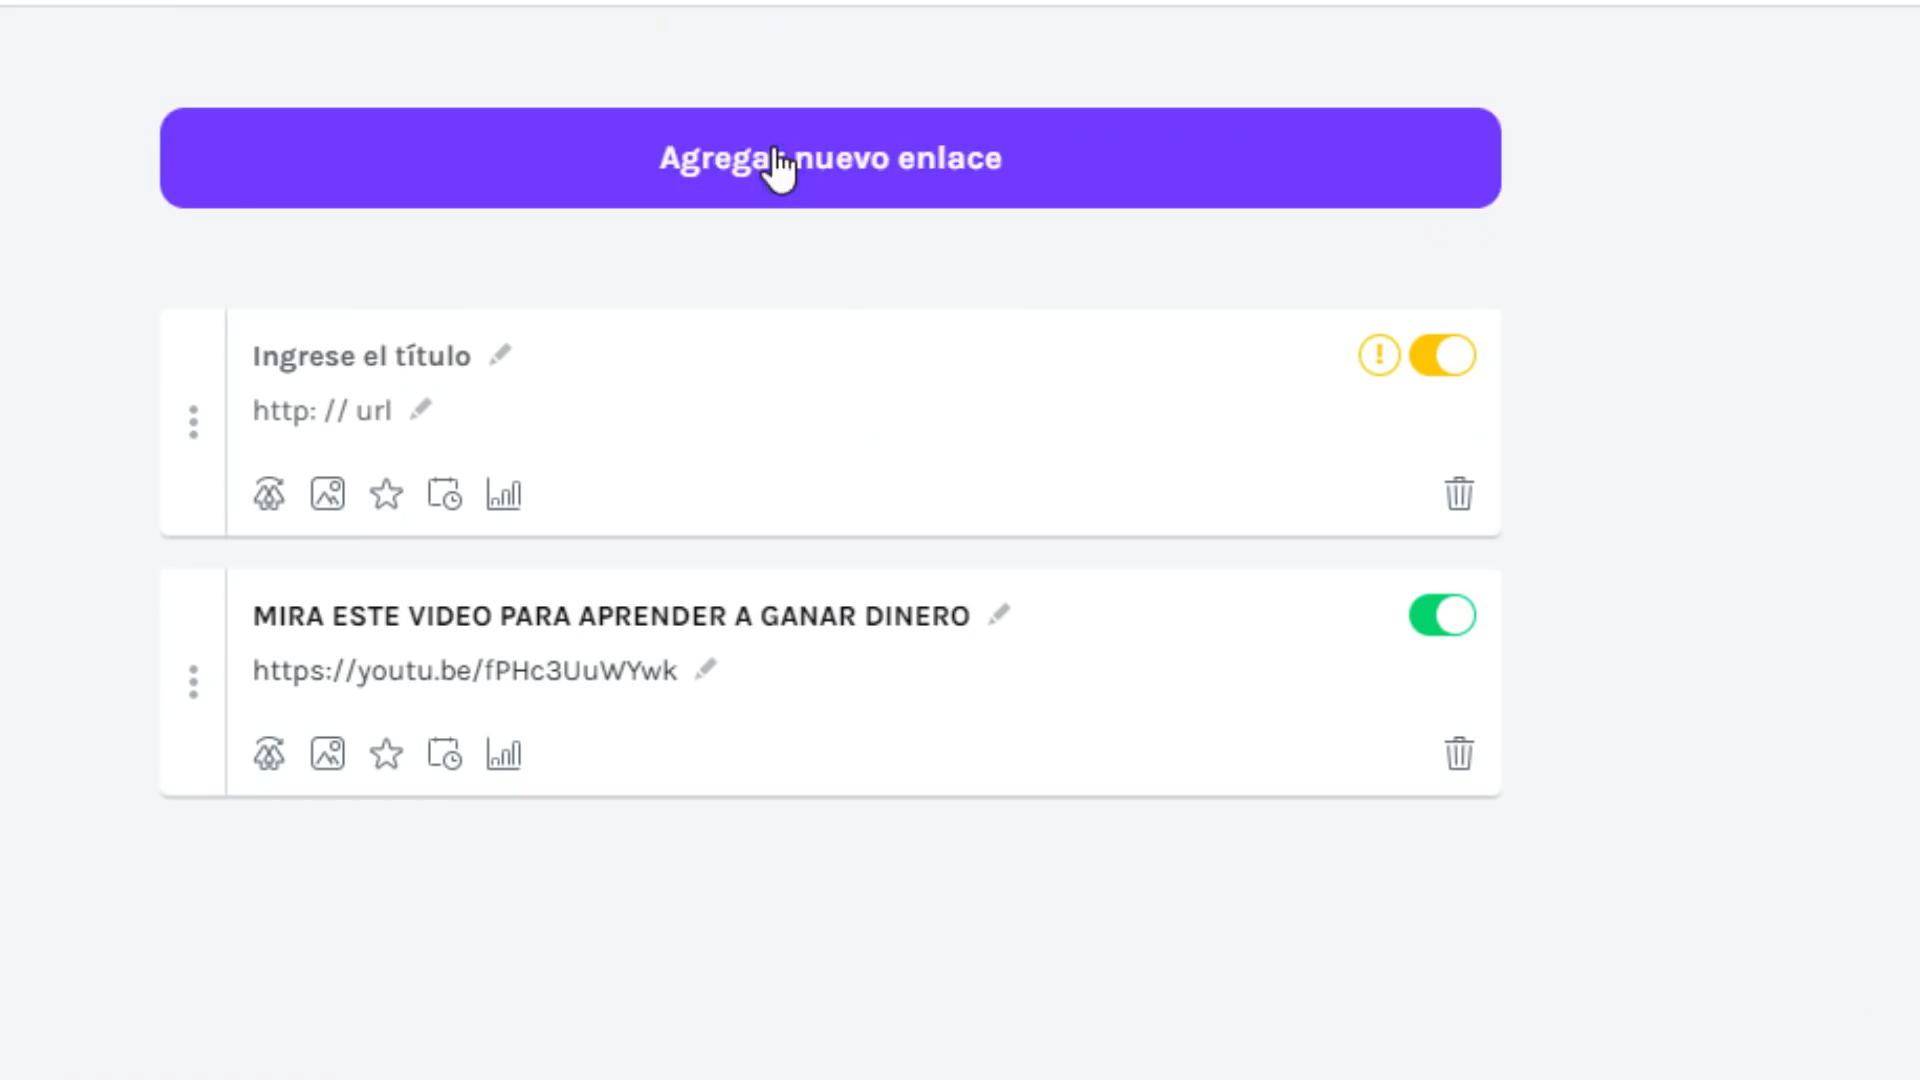 Agregar nuevo enlace
Ingrese el título
http: // url
MIRA ESTE VIDEO PARA APRENDER A GANAR DINERO
https://youtu.be/fPHc3UuWYwk